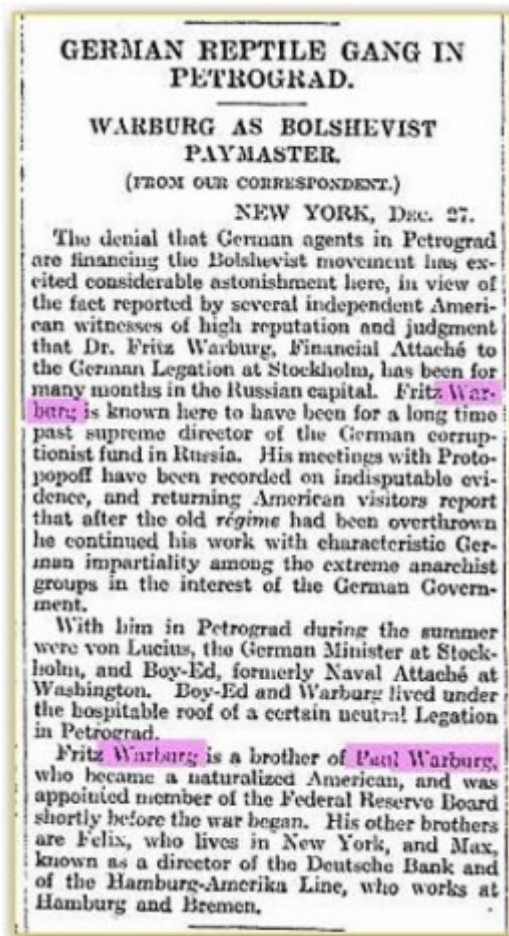 GERMAN REPTILE GANG IN
PETROGRAD.
WARBURG AS BOLSHEVIST
PAYMASTER.
(FROM OUR CORRESPONDENT.)
NEW YORK, DEC. 27.
The denial that German agents in Petrograd
are financing the Bolshevist movement has ex-
cited considerable astonishment here, in view of
the fact reported by several independent Ameri-
can witnesses of high reputation and judgment
that Dr. Fritz Warburg, Financial Attaché to
the German Legation at Stockholm, has been for
many months in the Russian capital. Fritz War-
burg is known here to have been for a long time
past supreme director of the German corrup-
tionist fund in Russia. His meetings with Proto-
popoff have been recorded on indisputable evi-
dence, and returning American visitors report
that after the old régime had been overthrown
he continued his work with characteristic Ger-
man impartiality among the extreme anarchist
groups in the interest of the German Govern-
ment.
With him in Petrograd during the summer
were von Lucius, the German Minister at Stock-
holm, and Boy-Ed, formerly Naval Attaché at
Washington. Boy-Ed and Warburg lived under
the hospitable roof of a certain neutral Legation
in Petrograd.
Fritz Warburg is a brother of Paul Warburg,
who became a naturalized American, and was
appointed member of the Federal Reserve Board
shortly before the war began. His other brothers
are Felix, who lives in New York, and Max,
known as a director of the Deutsche Bank and
of the Hamburg-Amerika Line, who works at
Hamburg and Bremen.